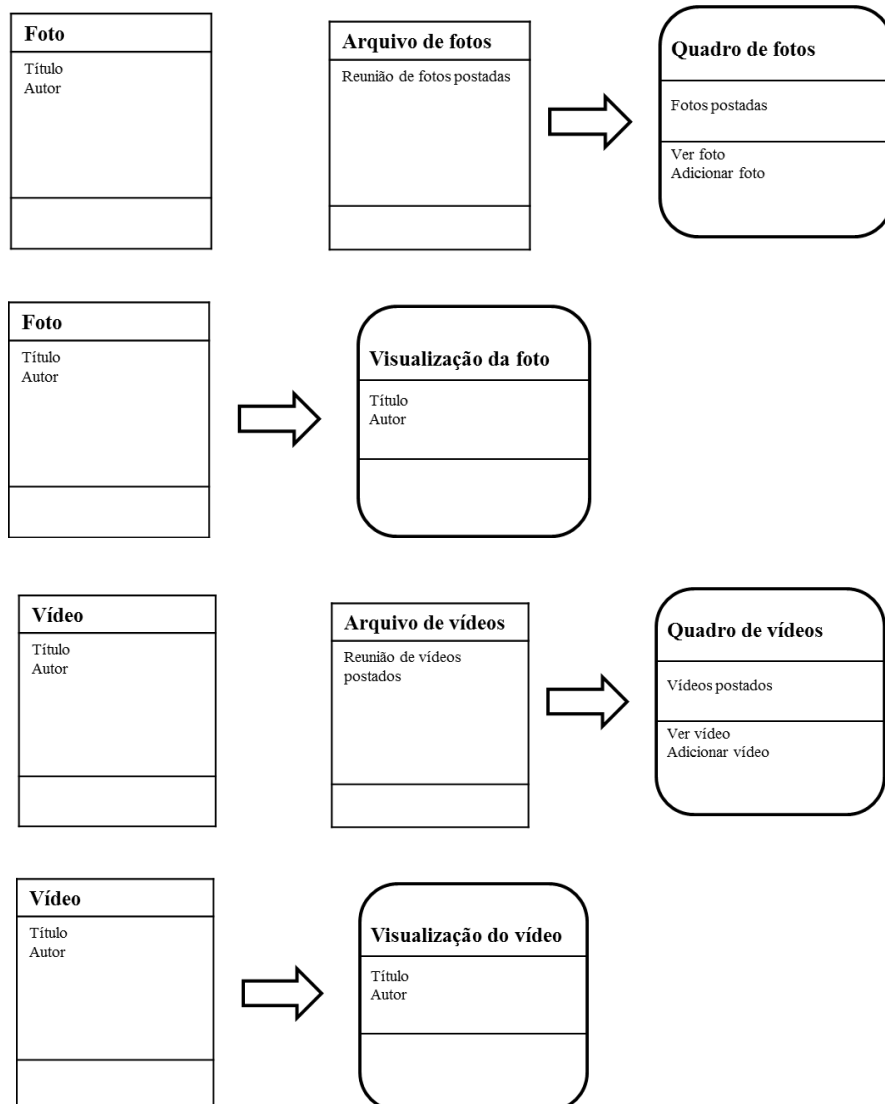 Foto
Título
Autor
Arquivo de fotos
Reunião de fotos postadas
Quadro de fotos
Fotos postadas
Ver foto
Adicionar foto
Foto
Título
Autor
Visualização da foto
Título
Autor
Vídeo
Título
Autor
Arquivo de vídeos
Reunião de vídeos
postados
Quadro de vídeos
Vídeos postados
Ver vídeo
Adicionar vídeo
Vídeo
Título
Autor
Visualização do vídeo
Título
Autor